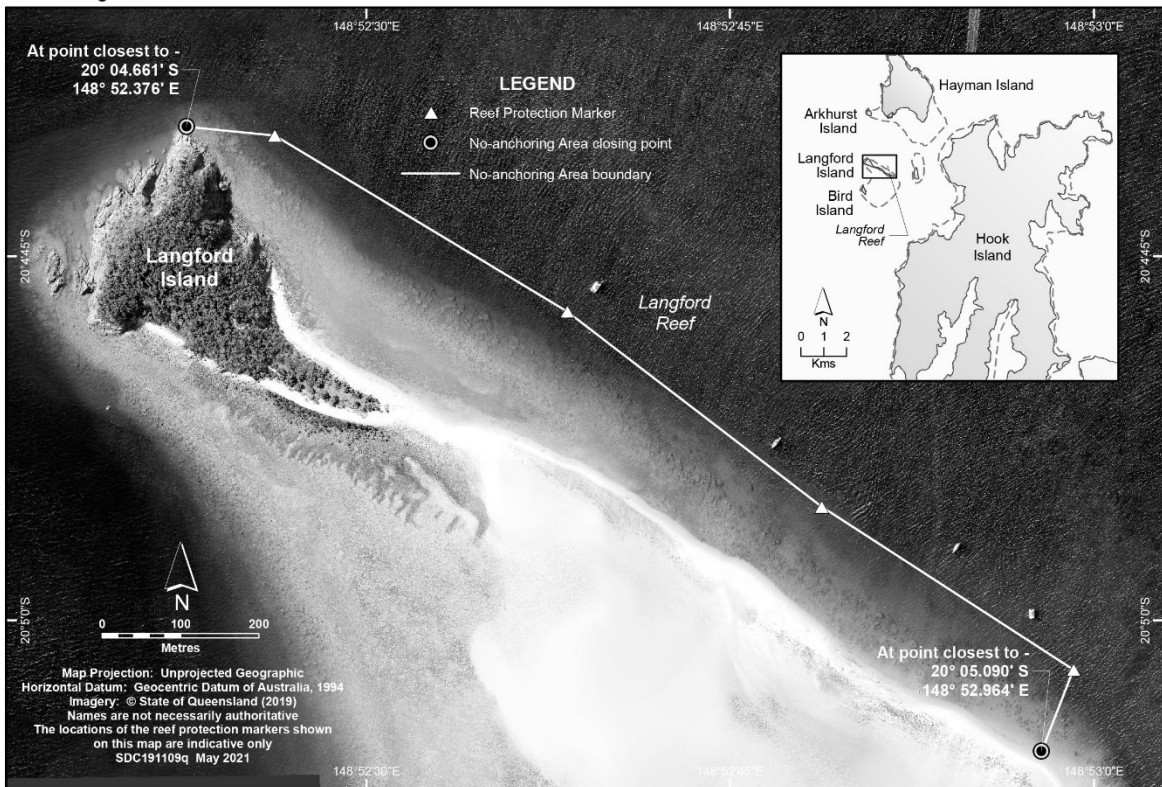 148°52'30"E
148°52'45"E
148°53'0"E
At point closest to -
20° 04.661' S
148° 52.376' E
LEGEND
Reef Protection Marker
No-anchoring Area closing point
No-anchoring Area boundary
Hayman Island
Arkhurst
Island
Langford
Island
Bird
Island
Langford
Reef
Hook
Island
N
0 1 2
Kms
20°4'45"S
20°4'45"S
Langford
Island
Langford
Reef
N
0 100 200
Metres
20°5'0"S
20°5'0"S
At point closest to -
20° 05.090' S
148° 52.964' E
Map Projection: Unprojected Geographic
Horizontal Datum: Geocentric Datum of Australia, 1994
Imagery: © State of Queensland (2019)
Names are not necessarily authoritative
The locations of the reef protection markers shown
on this map are indicative only
SDC191109q May 2021
148°52'30"E
148°52'45"E
148°53'0"E